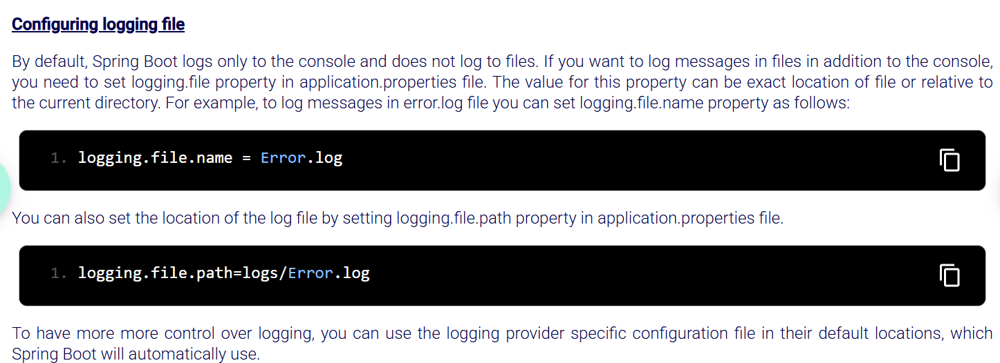 Configuring logging file
By default, Spring Boot logs only to the console and does not log to files. If you want to log messages in files in addition to the console,
you need to set logging.file property in application.properties file. The value for this property can be exact location of file or relative to
the current directory. For example, to log messages in error.log file you can set logging.file.name property as follows:
1. logging.file.name = Error.log
You can also set the location of the log file by setting logging.file.path property in application.properties file.
1. logging.file.path=logs/Error.log
To have more more control over logging, you can use the logging provider specific configuration file in their default locations, which
Spring Boot will automatically use.